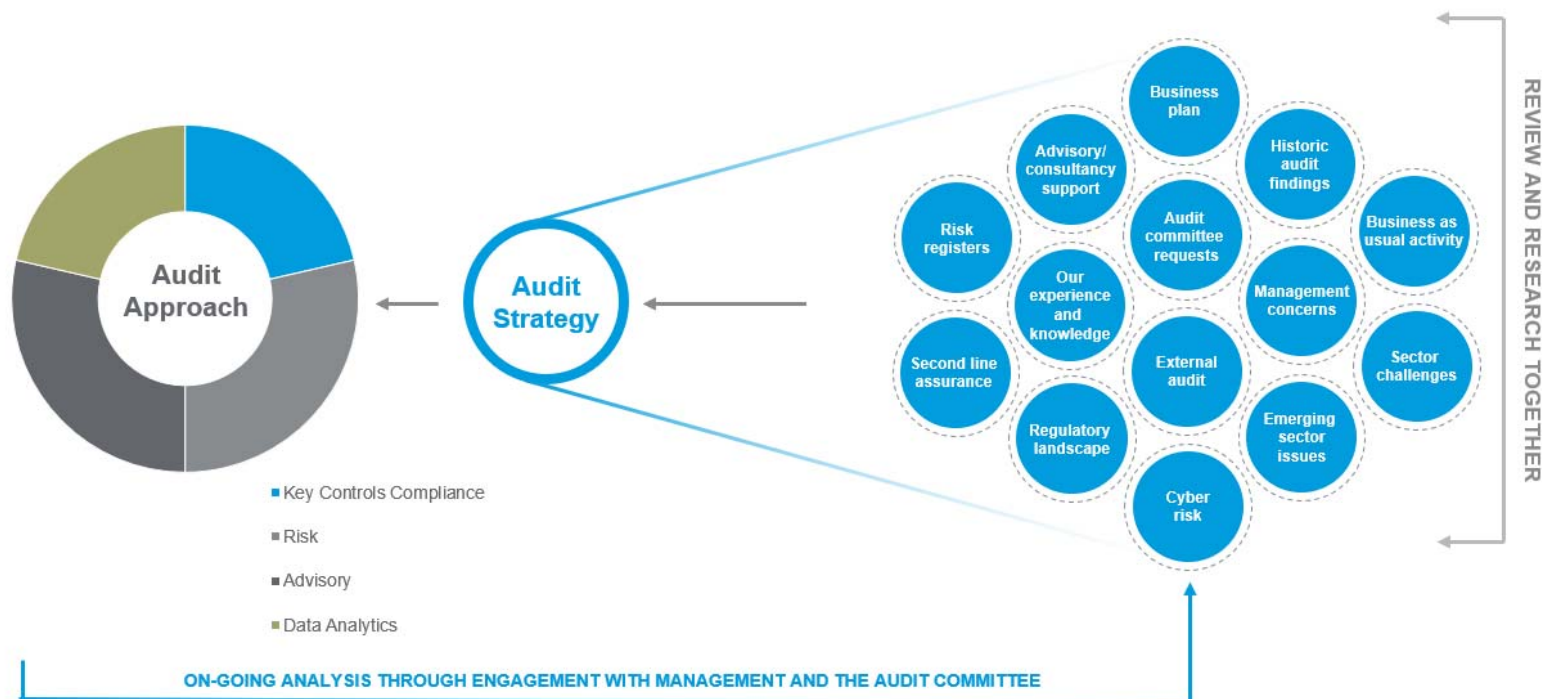 Audit
Approach
Key Controls Compliance
Risk
Advisory
Data Analytics
Audit
Strategy
Business
plan
Advisory/
consultancy
support
Historic
audit
findings
Risk
registers
Audit
committee
requests
Business as
usual activity
Our
experience
and
knowledge
Management
concerns
Second line
assurance
External
audit
Sector
challenges
Regulatory
landscape
Emerging
sector
issues
Cyber
risk
REVIEW AND RESEARCH TOGETHER
ON-GOING ANALYSIS THROUGH ENGAGEMENT WITH MANAGEMENT AND THE AUDIT COMMITTEE